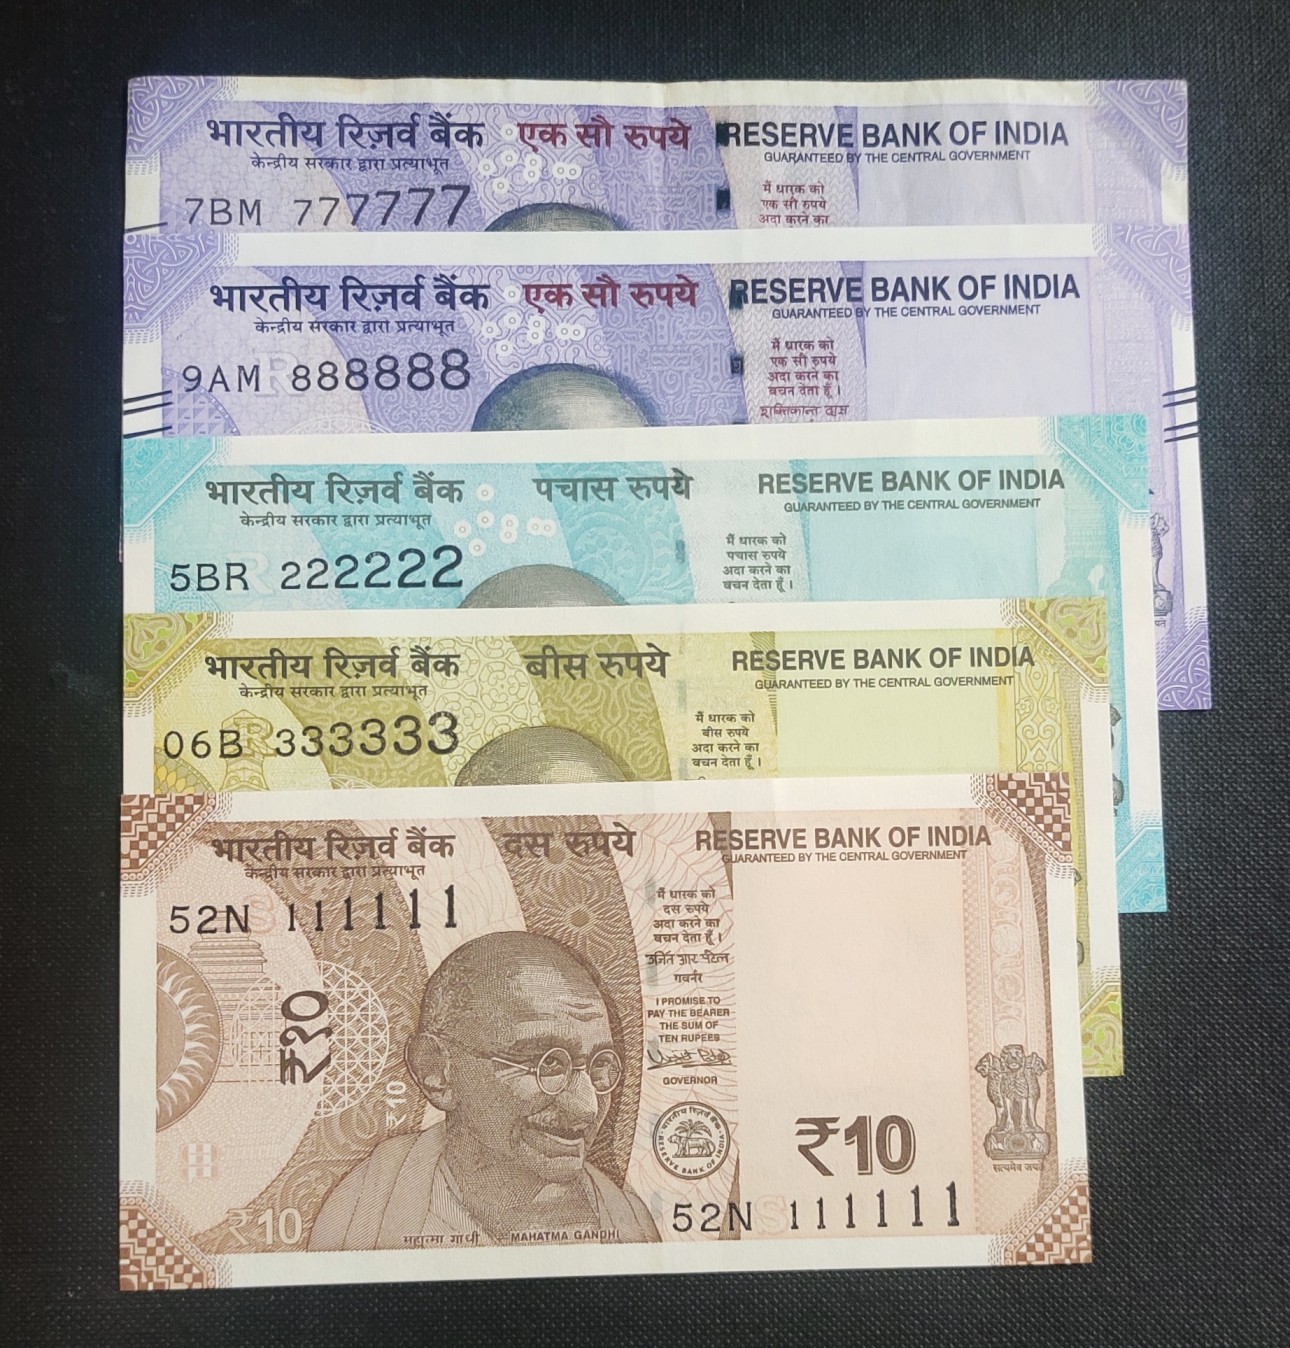 भारतीय रिज़र्व बैंक एक सौ रुपये RESERVE BANK OF INDIA
केन्द्रीय सरकार द्वारा प्रत्याभूत GUARANTEED BY THE CENTRAL GOVERNMENT
7BM 777777
मैं धारक को
एक सौ रुपये
अदा करने का
भारतीय रिज़र्व बैंक एक सौ रुपये RESERVE BANK OF INDIA
केन्द्रीय सरकार द्वारा प्रत्याभूत GUARANTEED BY THE CENTRAL GOVERNMENT
9AM 888888
मैं धारक को
एक सौ रुपये
अदा करने का
वचन देता हूँ।
शक्तिकान्त दास
भारतीय रिज़र्व बैंक पचास रुपये RESERVE BANK OF INDIA
केन्द्रीय सरकार द्वारा प्रत्याभूत GUARANTEED BY THE CENTRAL GOVERNMENT
5BR 222222
मैं धारक को
पचास रुपये
अदा करने का
वचन देता हूँ।
भारतीय रिज़र्व बैंक बीस रुपये RESERVE BANK OF INDIA
केन्द्रीय सरकार द्वारा प्रत्याभूत GUARANTEED BY THE CENTRAL GOVERNMENT
06B 333333
मैं धारक को
बीस रुपये
अदा करने का
वचन देता हूँ।
भारतीय रिज़र्व बैंक दस रुपये RESERVE BANK OF INDIA
केन्द्रीय सरकार द्वारा प्रत्याभूत GUARANTEED BY THE CENTRAL GOVERNMENT
52N 111111
मैं धारक को
दस रुपये
अदा करने का
वचन देता हूँ।
उर्जित आर पटेल
गवर्नर
I PROMISE TO
PAY THE BEARER
THE SUM OF
TEN RUPEES
GOVERNOR
₹१०
₹10
भारतीय रिज़र्व बैंक
RESERVE BANK OF INDIA
₹10
सत्यमेव जयते
52N 111111
₹10
महात्मा गांधी MAHATMA GANDHI